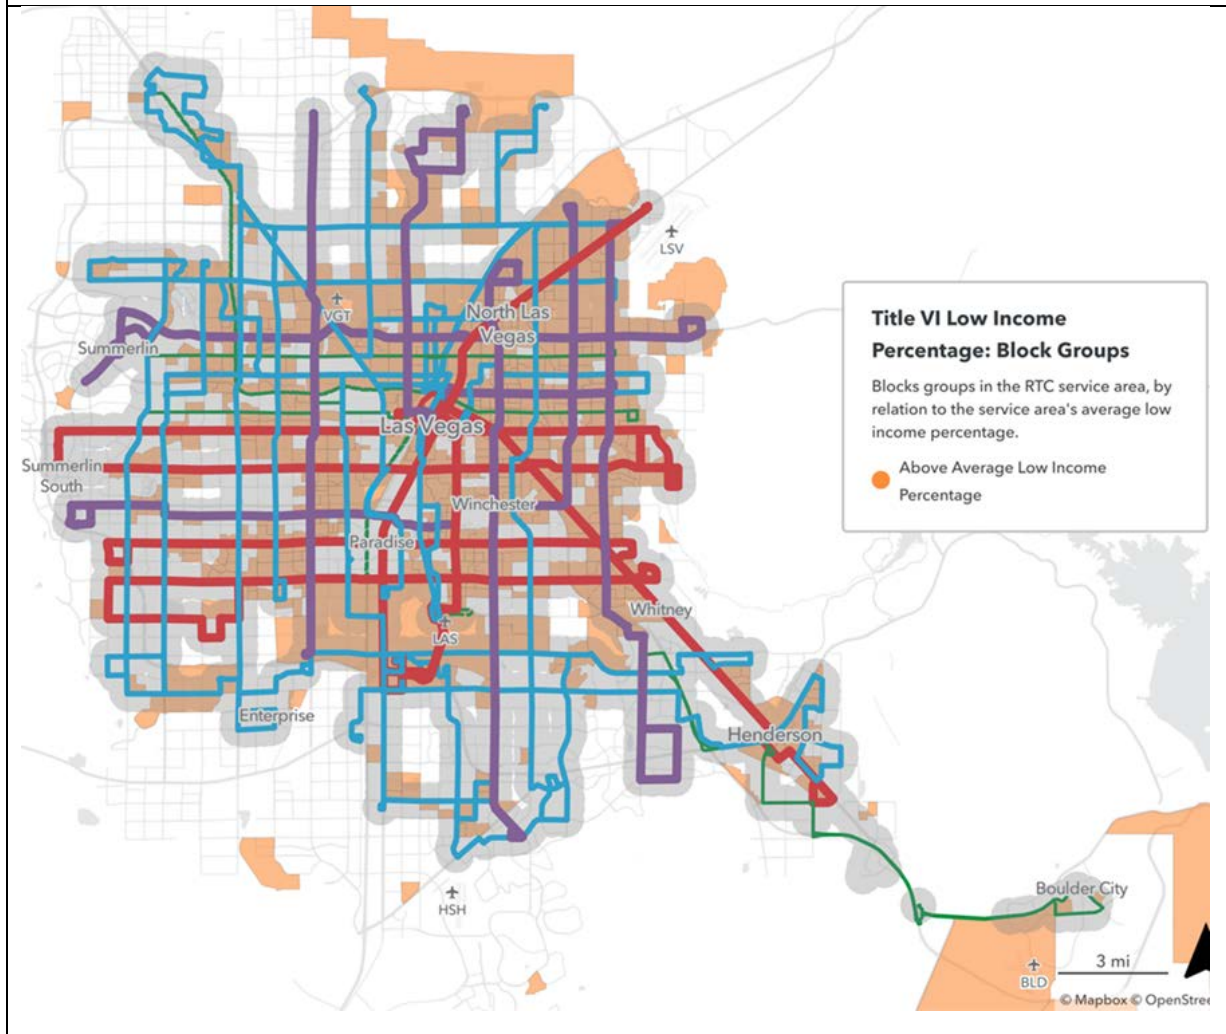 LSV
Title VI Low Income
Percentage: Block Groups
Blocks groups in the RTC service area, by
relation to the service area's average low
income percentage.
Above Average Low Income
Percentage
VGT
North Las
Vegas
Summerlin
Las Vegas
Summerlin
South
Winchester
Paradise
Whitney
LAS
Enterprise
Henderson
HSH
Boulder City
BLD
3 mi
© Mapbox © OpenStree